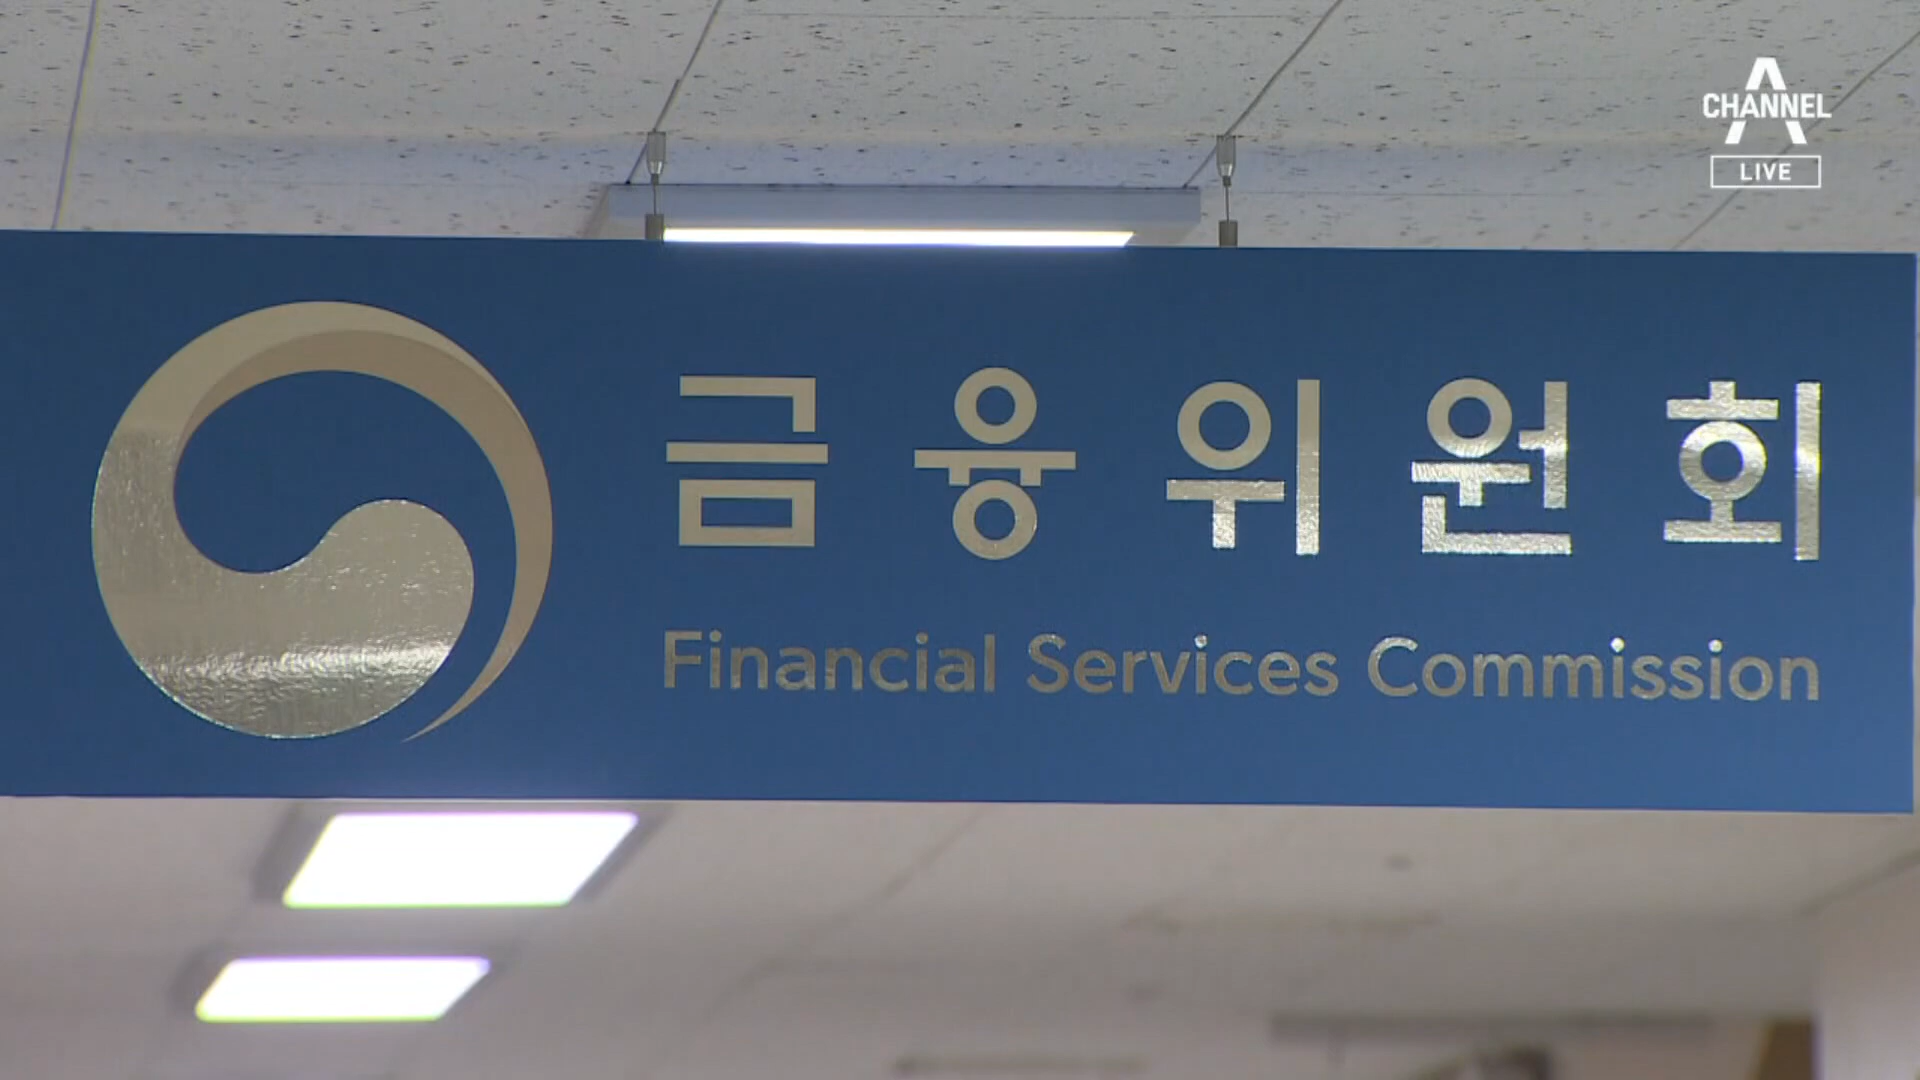 CHANNEL A
LIVE
금융위원회
Financial Services Commission